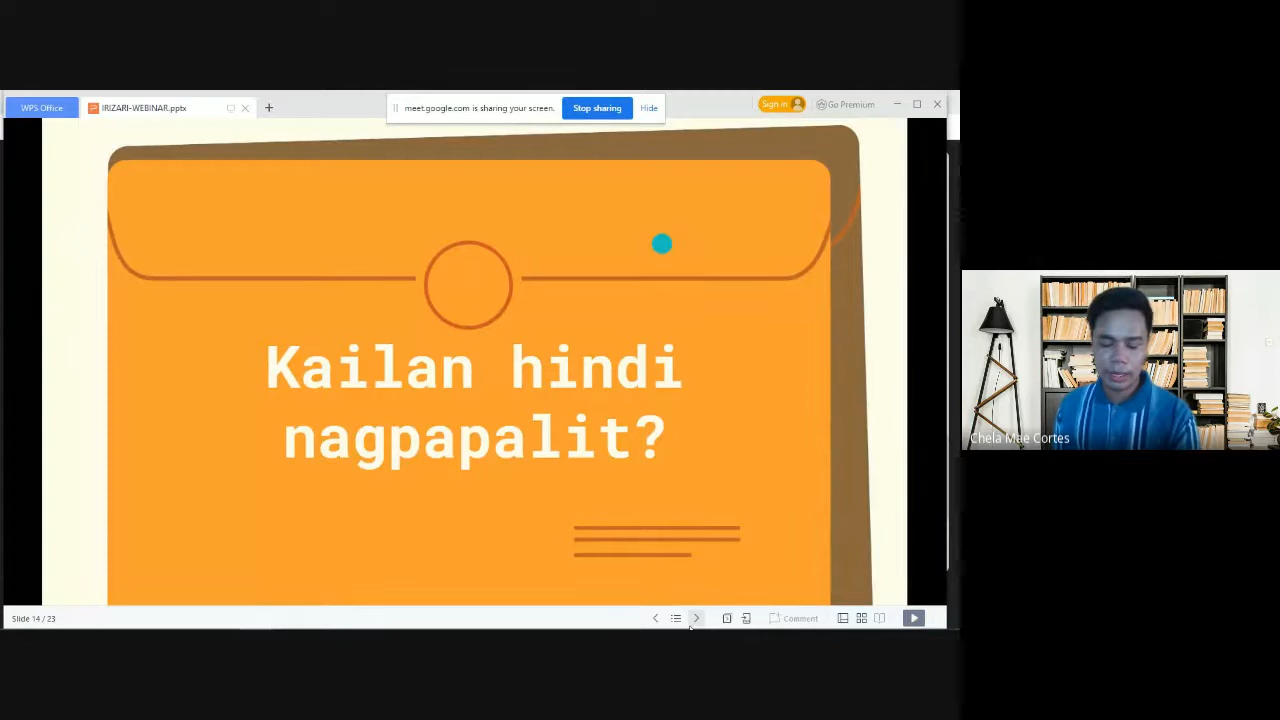 WPS Office
IRIZARI-WEBINAR.pptx
meet.google.com is sharing your screen.
Stop sharing
Hide
Sign in
Go Premium
Kailan hindi
nagpapalit?
Chela Mae Cortes
Slide 14 / 23
Comment